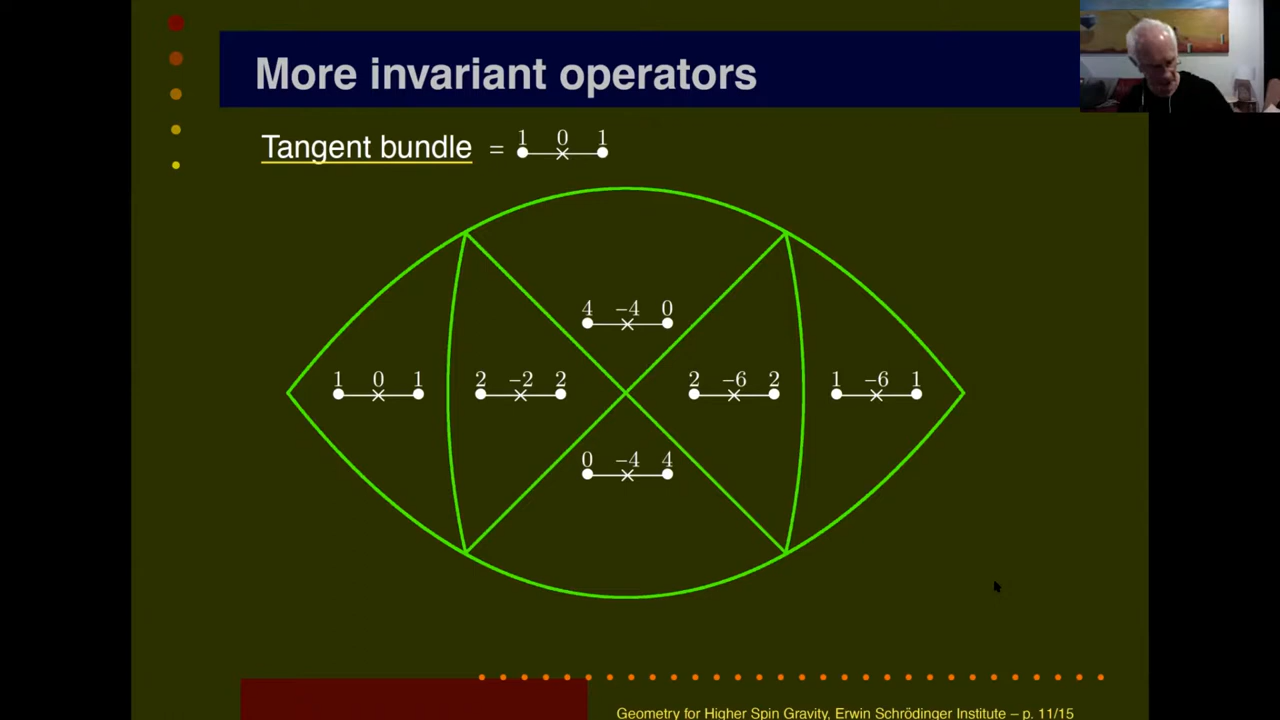 More invariant operators
Tangent bundle = 1 0 1
4 −4 0
1 0 1
2 −2 2
2 −6 2
1 −6 1
0 −4 4
Geometry for Higher Spin Gravity, Erwin Schrödinger Institute – p. 11/15